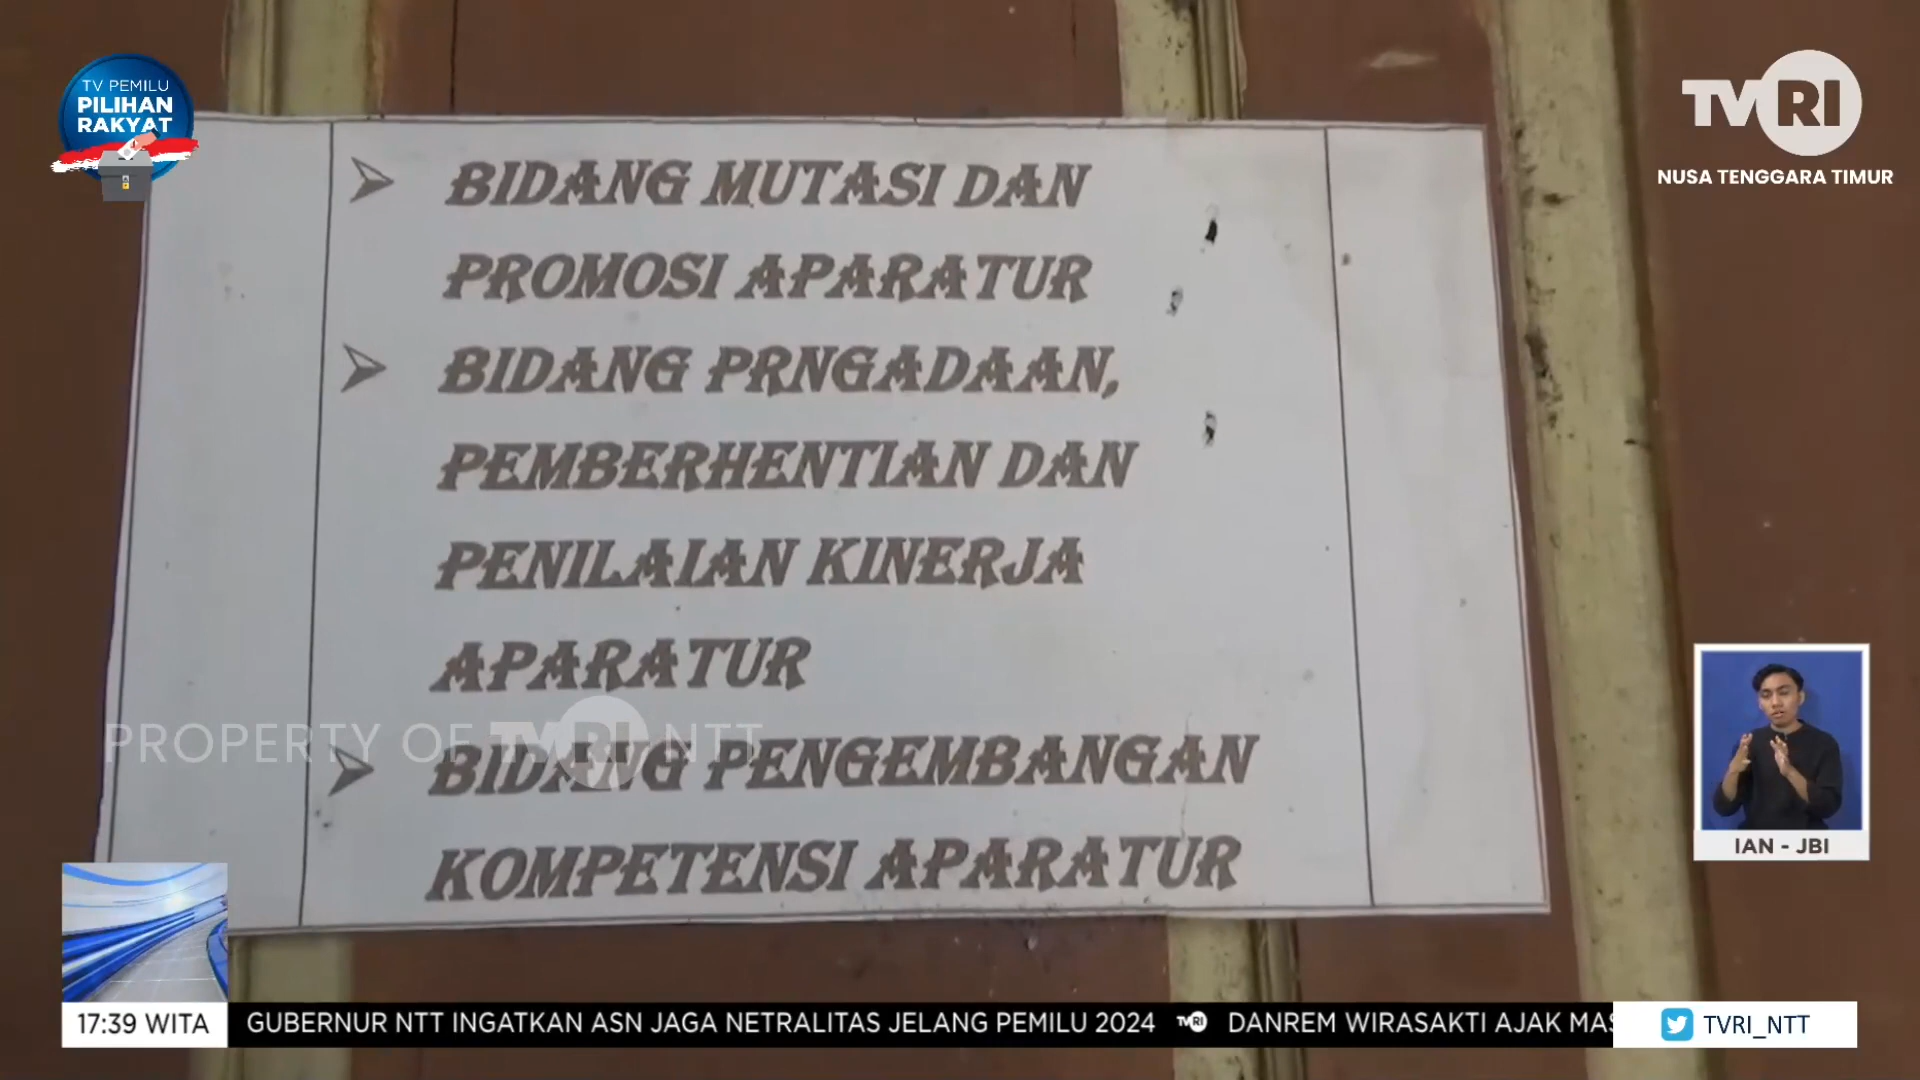 TV PEMILU
PILIHAN
RAKYAT
TVRI
NUSA TENGGARA TIMUR
BIDANG MUTASI DAN
PROMOSI APARATUR
BIDANG PRNGADAAN,
PEMBERHENTIAN DAN
PENILAIAN KINERJA
APARATUR
BIDANG PENGEMBANGAN
KOMPETENSI APARATUR
PROPERTY OF TVRI NTT
IAN - JBI
17:39 WITA
GUBERNUR NTT INGATKAN ASN JAGA NETRALITAS JELANG PEMILU 2024 TVRI DANREM WIRASAKTI AJAK MAS
TVRI_NTT